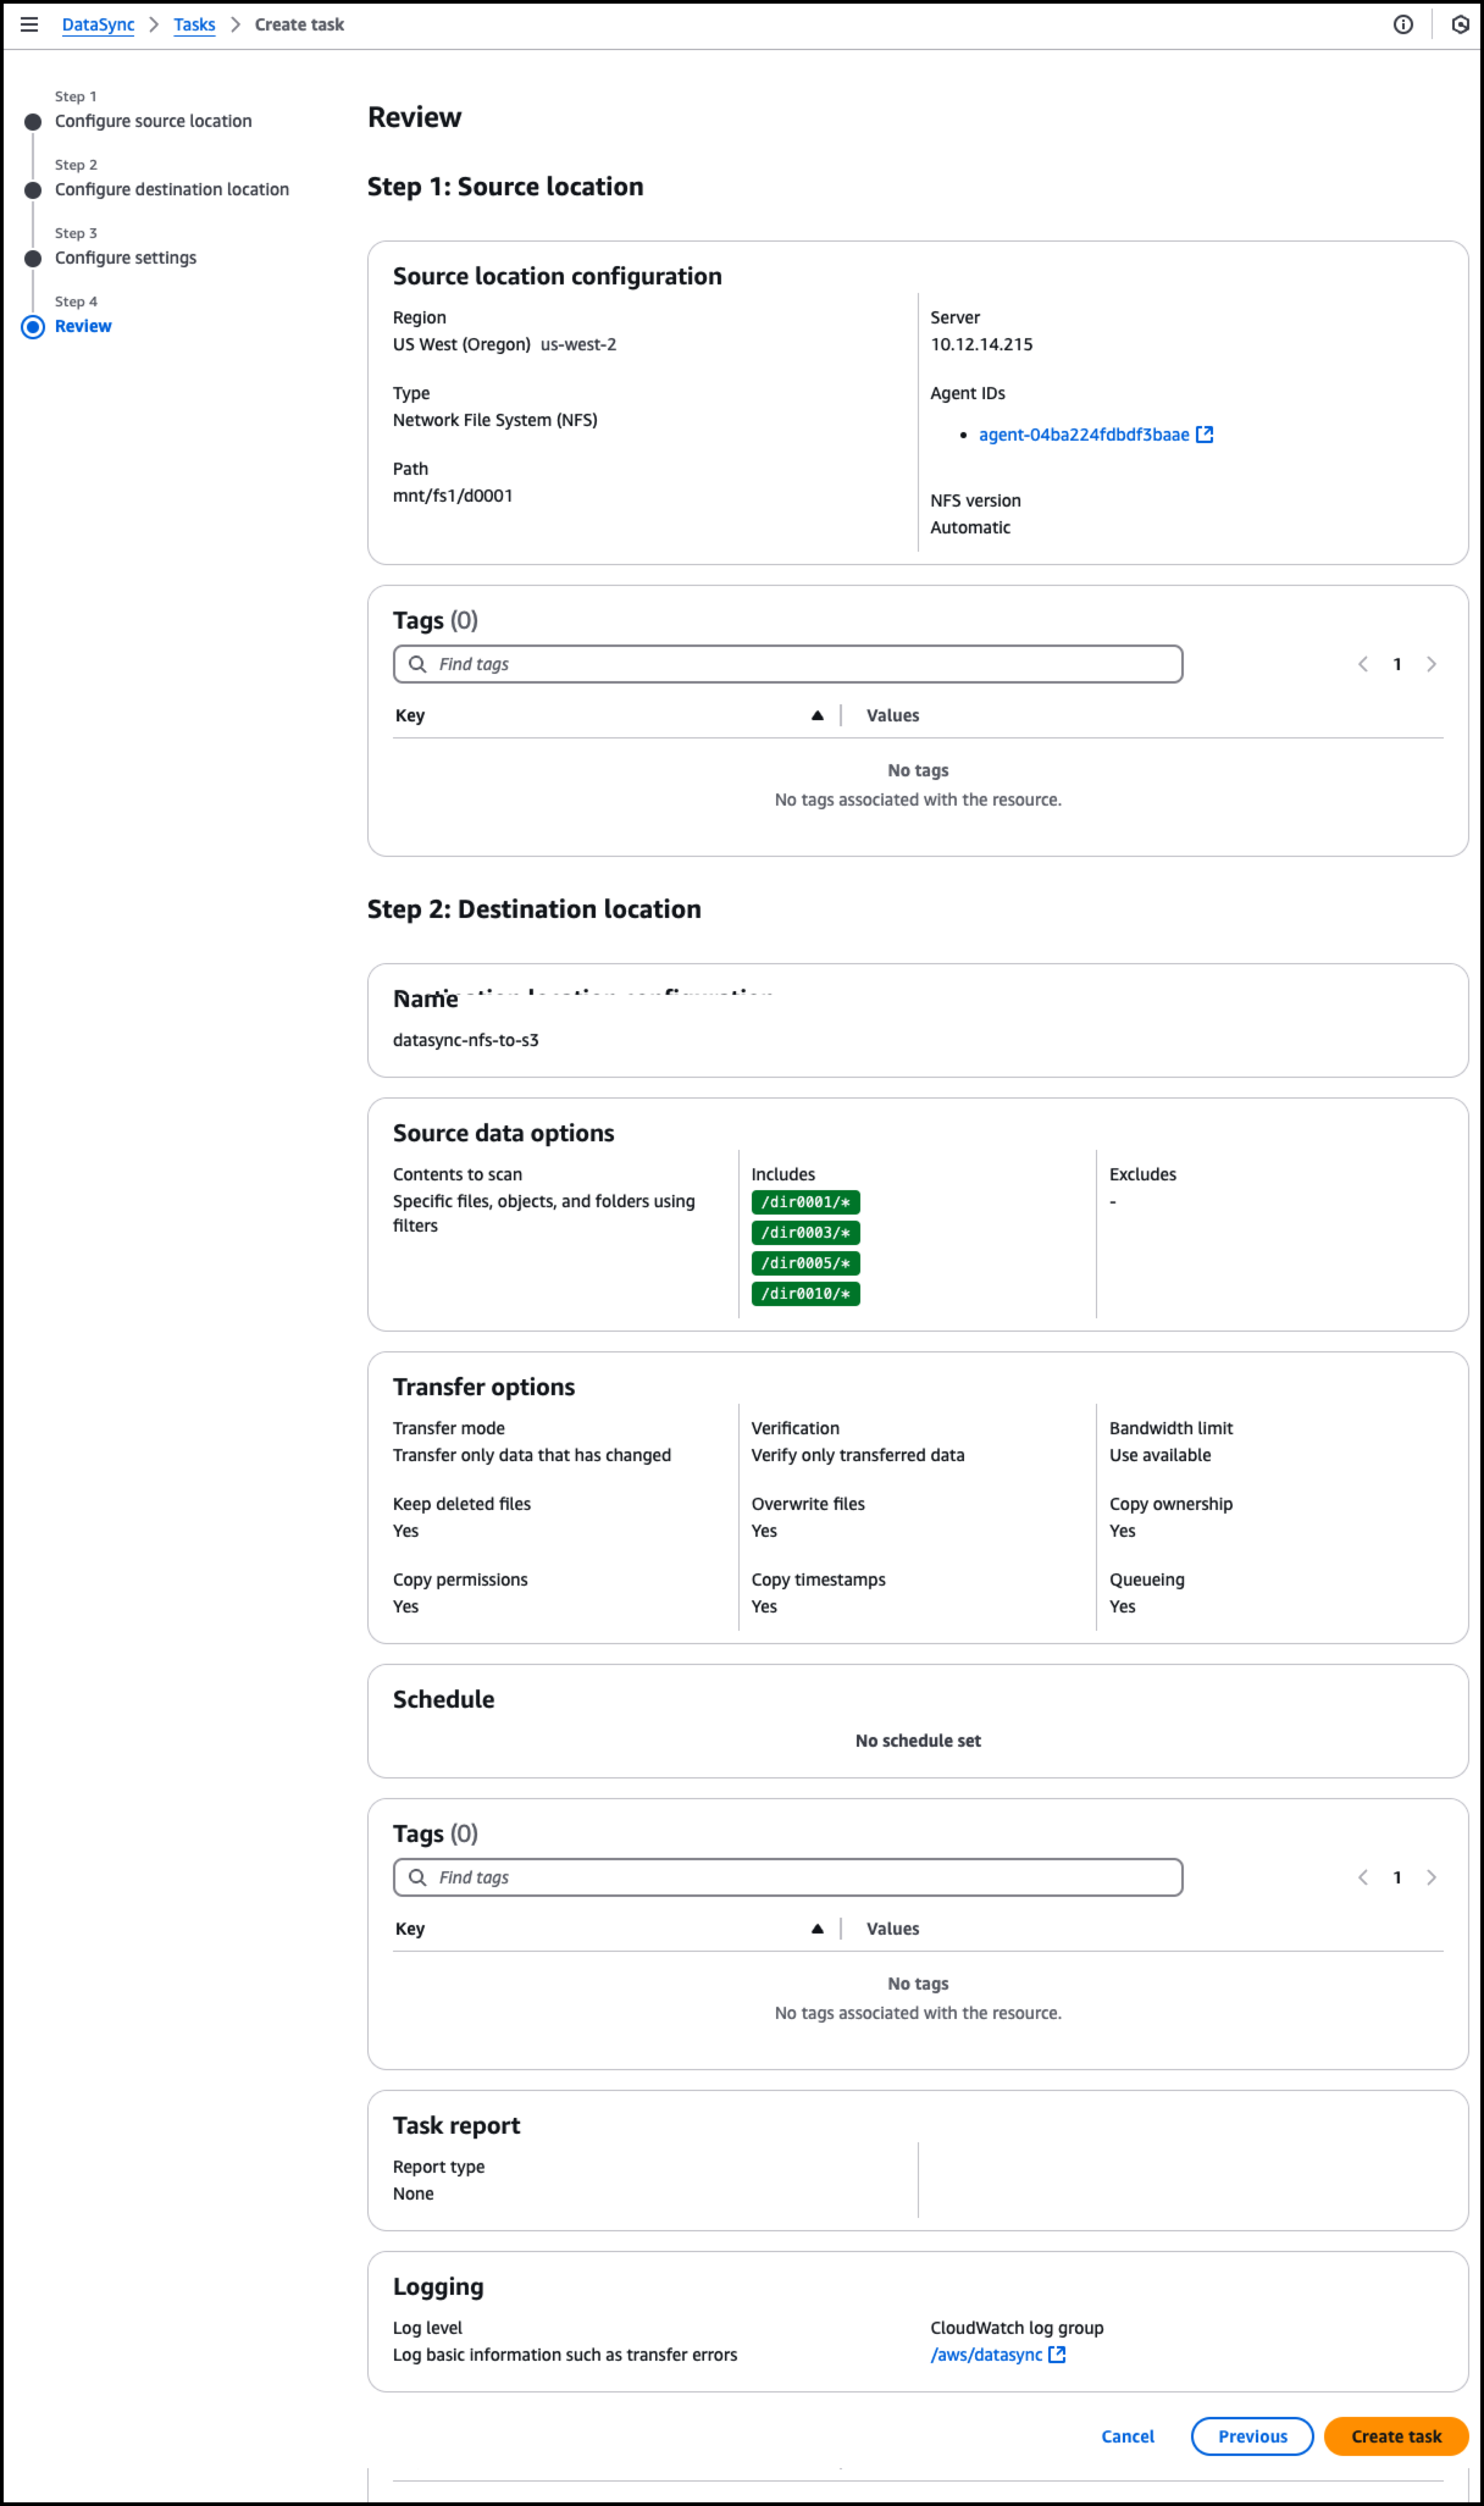 DataSync > Tasks > Create task
Step 1
Configure source location
Step 2
Configure destination location
Step 3
Configure settings
Step 4
Review
Review
Step 1: Source location
Source location configuration
Region
US West (Oregon) us-west-2
Type
Network File System (NFS)
Path
mnt/fs1/d0001
Server
10.12.14.215
Agent IDs
• agent-04ba224fdbdf3baae
NFS version
Automatic
Tags (0)
Find tags
1
Key
Values
No tags
No tags associated with the resource.
Step 2: Destination location
Name
datasync-nfs-to-s3
Source data options
Contents to scan
Specific files, objects, and folders using
filters
Includes
/dir0001/*
/dir0003/*
/dir0005/*
/dir0010/*
Excludes
-
Transfer options
Transfer mode
Transfer only data that has changed
Verification
Verify only transferred data
Bandwidth limit
Use available
Keep deleted files
Yes
Overwrite files
Yes
Copy ownership
Yes
Copy permissions
Yes
Copy timestamps
Yes
Queueing
Yes
Schedule
No schedule set
Tags (0)
Find tags
1
Key
Values
No tags
No tags associated with the resource.
Task report
Report type
None
Logging
Log level
Log basic information such as transfer errors
CloudWatch log group
/aws/datasync
Cancel
Previous
Create task